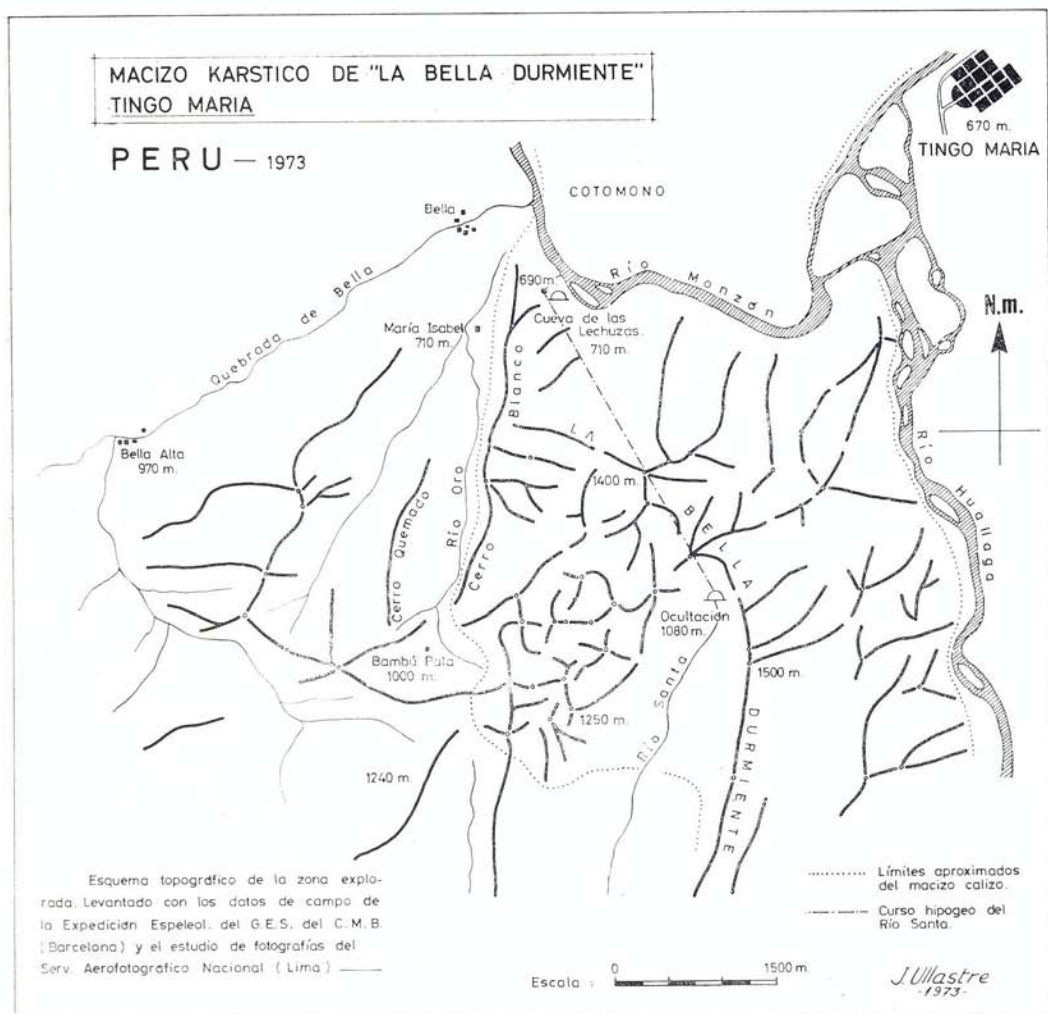 MACIZO KARSTICO DE "LA BELLA DURMIENTE"
TINGO MARIA
PERU — 1973
670 m.
TINGO MARIA
COTOMONO
Bella
Quebrada de Bella
690 m.
Río Monzón
Cueva de las
Lechuzas.
710 m.
N.m.
María Isabel
710 m.
Cerro Blanco
Bella Alta
970 m.
LA BELLA DURMIENTE
1400 m.
Río Huallaga
Cerro Quemado
Río Oro
Ocultación
1080 m.
Bambú Pata
1000 m.
1500 m.
1250 m.
Río Santa
1240 m.
Esquema topográfico de la zona explo-
rada. Levantado con los datos de campo de
la Expedición Espeleol. del G.E.S. del C.M.B.
(Barcelona) y el estudio de fotografías del
Serv. Aerofotográfico Nacional (Lima)
Límites aproximados
del macizo calizo.
Curso hipogeo del
Río Santa.
Escala : 0 1500 m.
J. Ullastre
-1973-